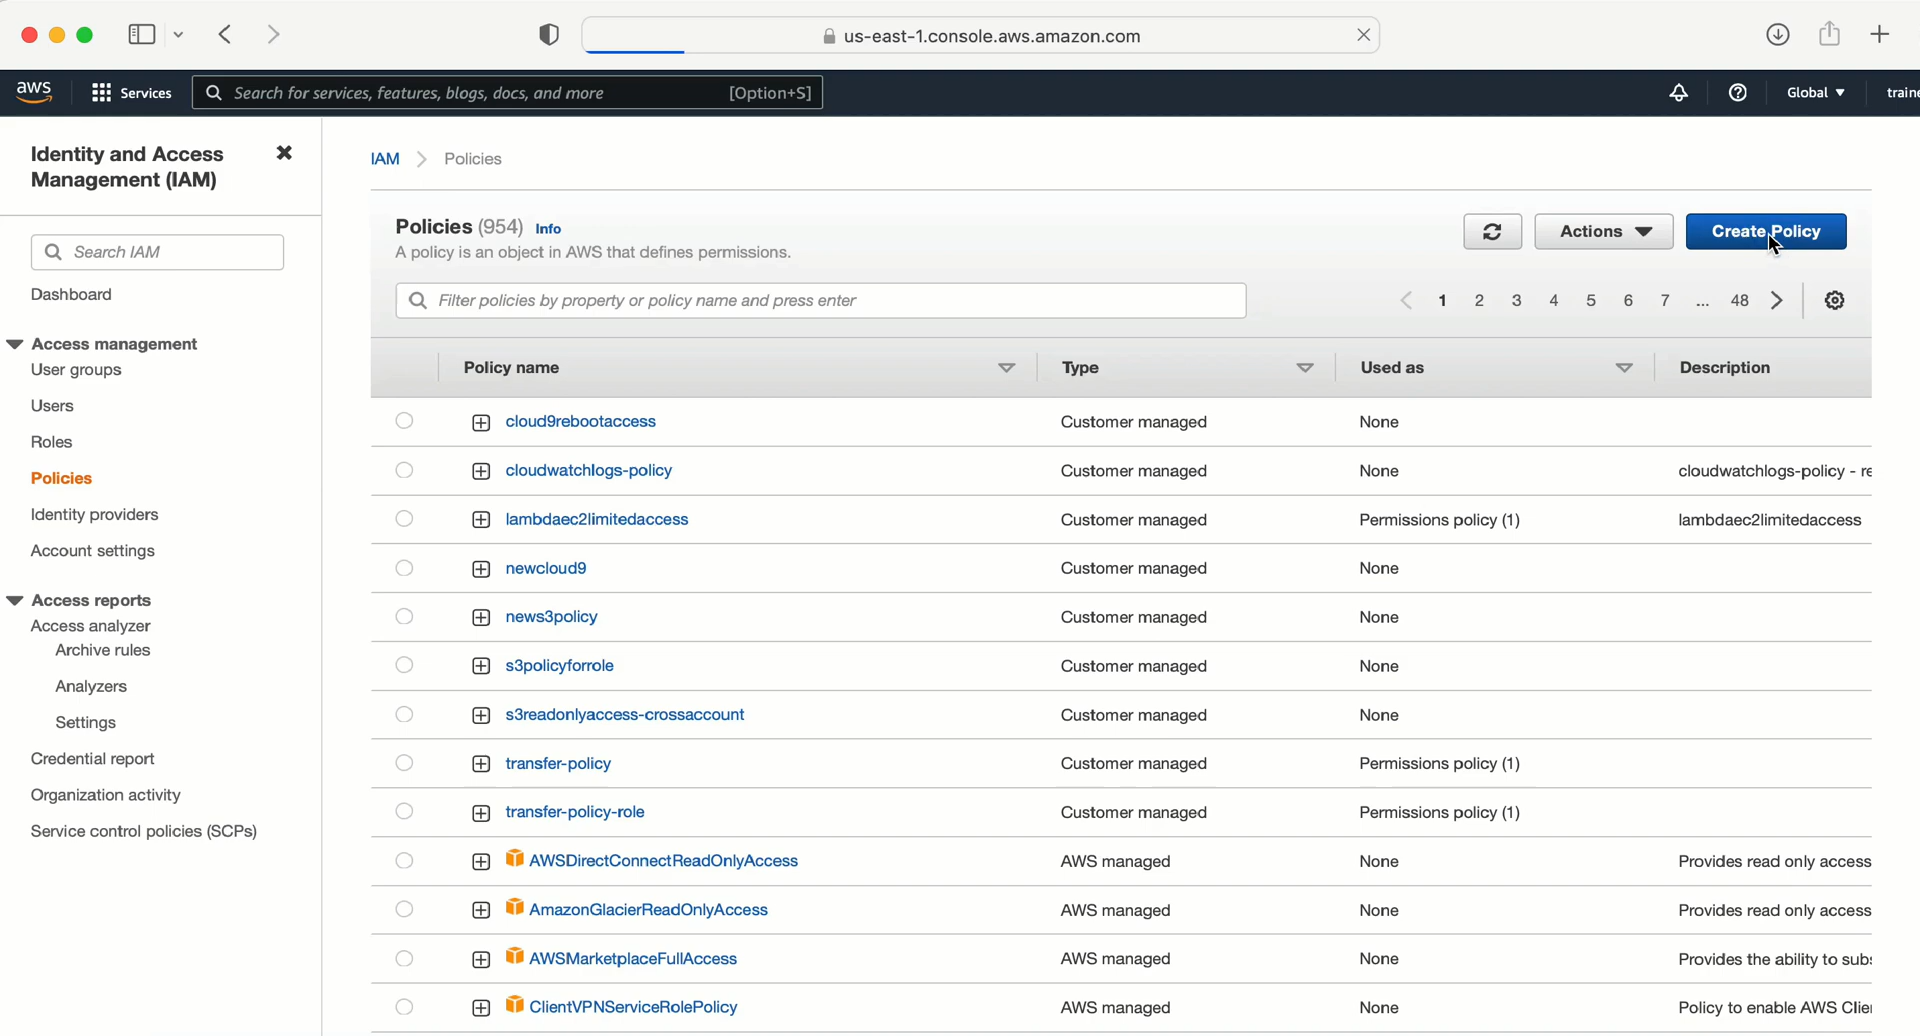 us-east-1.console.aws.amazon.com
aws
Services
Search for services, features, blogs, docs, and more
[Option+S]
Global
Identity and Access
Management (IAM)
Search IAM
Dashboard
Access management
User groups
Users
Roles
Policies
Identity providers
Account settings
Access reports
Access analyzer
Archive rules
Analyzers
Settings
Credential report
Organization activity
Service control policies (SCPs)
IAM > Policies
Policies (954) Info
A policy is an object in AWS that defines permissions.
Actions
Create Policy
Filter policies by property or policy name and press enter
1 2 3 4 5 6 7 ... 48
Policy name Type Used as Description
cloud9rebootaccess Customer managed None
cloudwatchlogs-policy Customer managed None cloudwatchlogs-policy - re
lambdaec2limitedaccess Customer managed Permissions policy (1) lambdaec2limitedaccess
newcloud9 Customer managed None
news3policy Customer managed None
s3policyforrole Customer managed None
s3readonlyaccess-crossaccount Customer managed None
transfer-policy Customer managed Permissions policy (1)
transfer-policy-role Customer managed Permissions policy (1)
AWSDirectConnectReadOnlyAccess AWS managed None Provides read only access
AmazonGlacierReadOnlyAccess AWS managed None Provides read only access
AWSMarketplaceFullAccess AWS managed None Provides the ability to subs
ClientVPNServiceRolePolicy AWS managed None Policy to enable AWS Clie